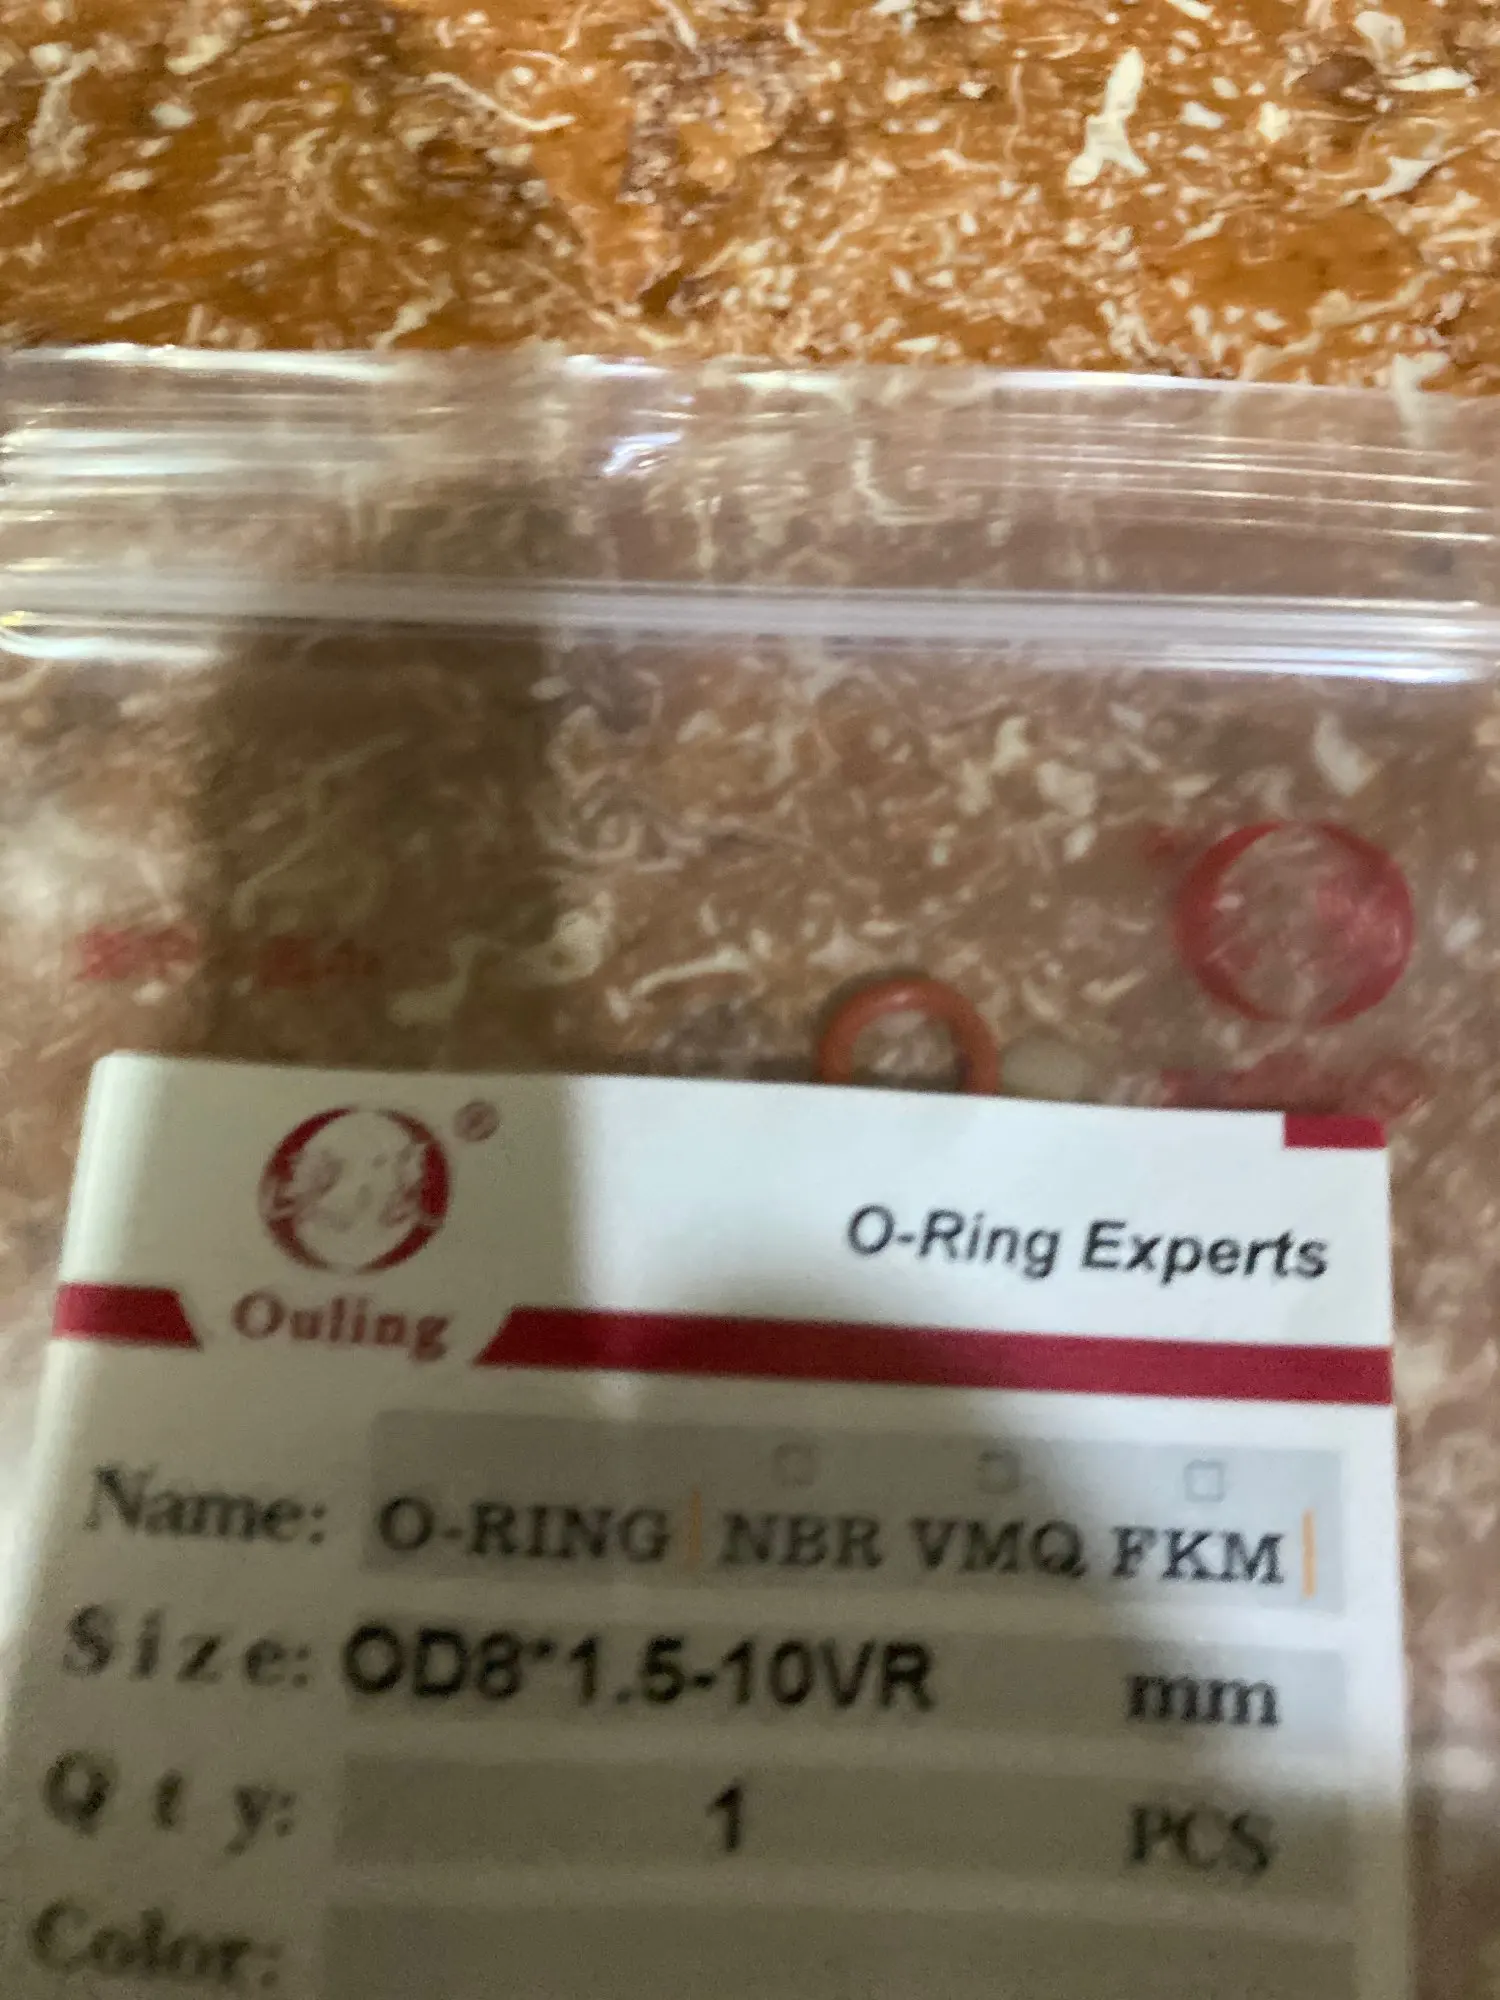 ®
Ouling
O-Ring Experts
Name: O-RING | NBR VMQ FKM |
Size: OD8*1.5-10VR mm
Qty: 1 PCS
Color: